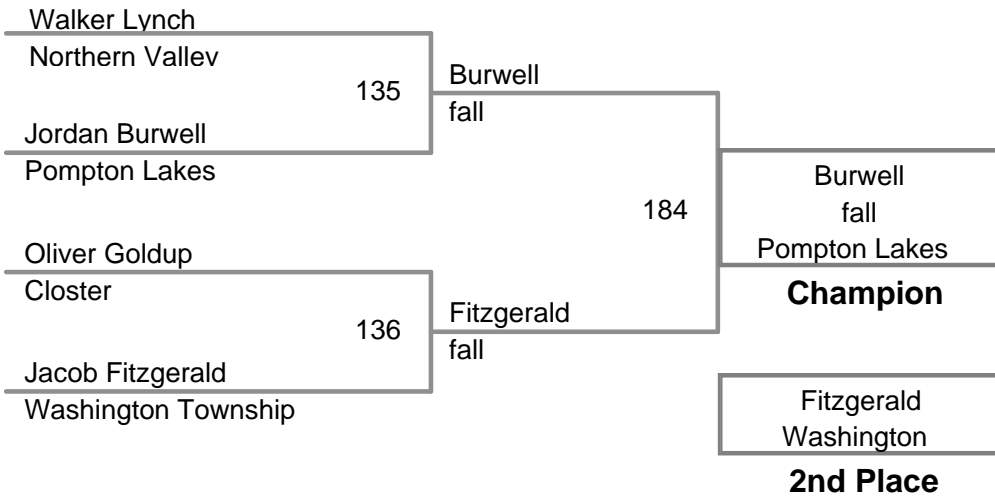 Walker Lynch
Northern Vallev
135
Burwell
fall
Jordan Burwell
Pompton Lakes
184
Burwell
fall
Pompton Lakes
Champion
Oliver Goldup
Closter
136
Fitzgerald
fall
Jacob Fitzgerald
Washington Township
Fitzgerald
Washington
2nd Place